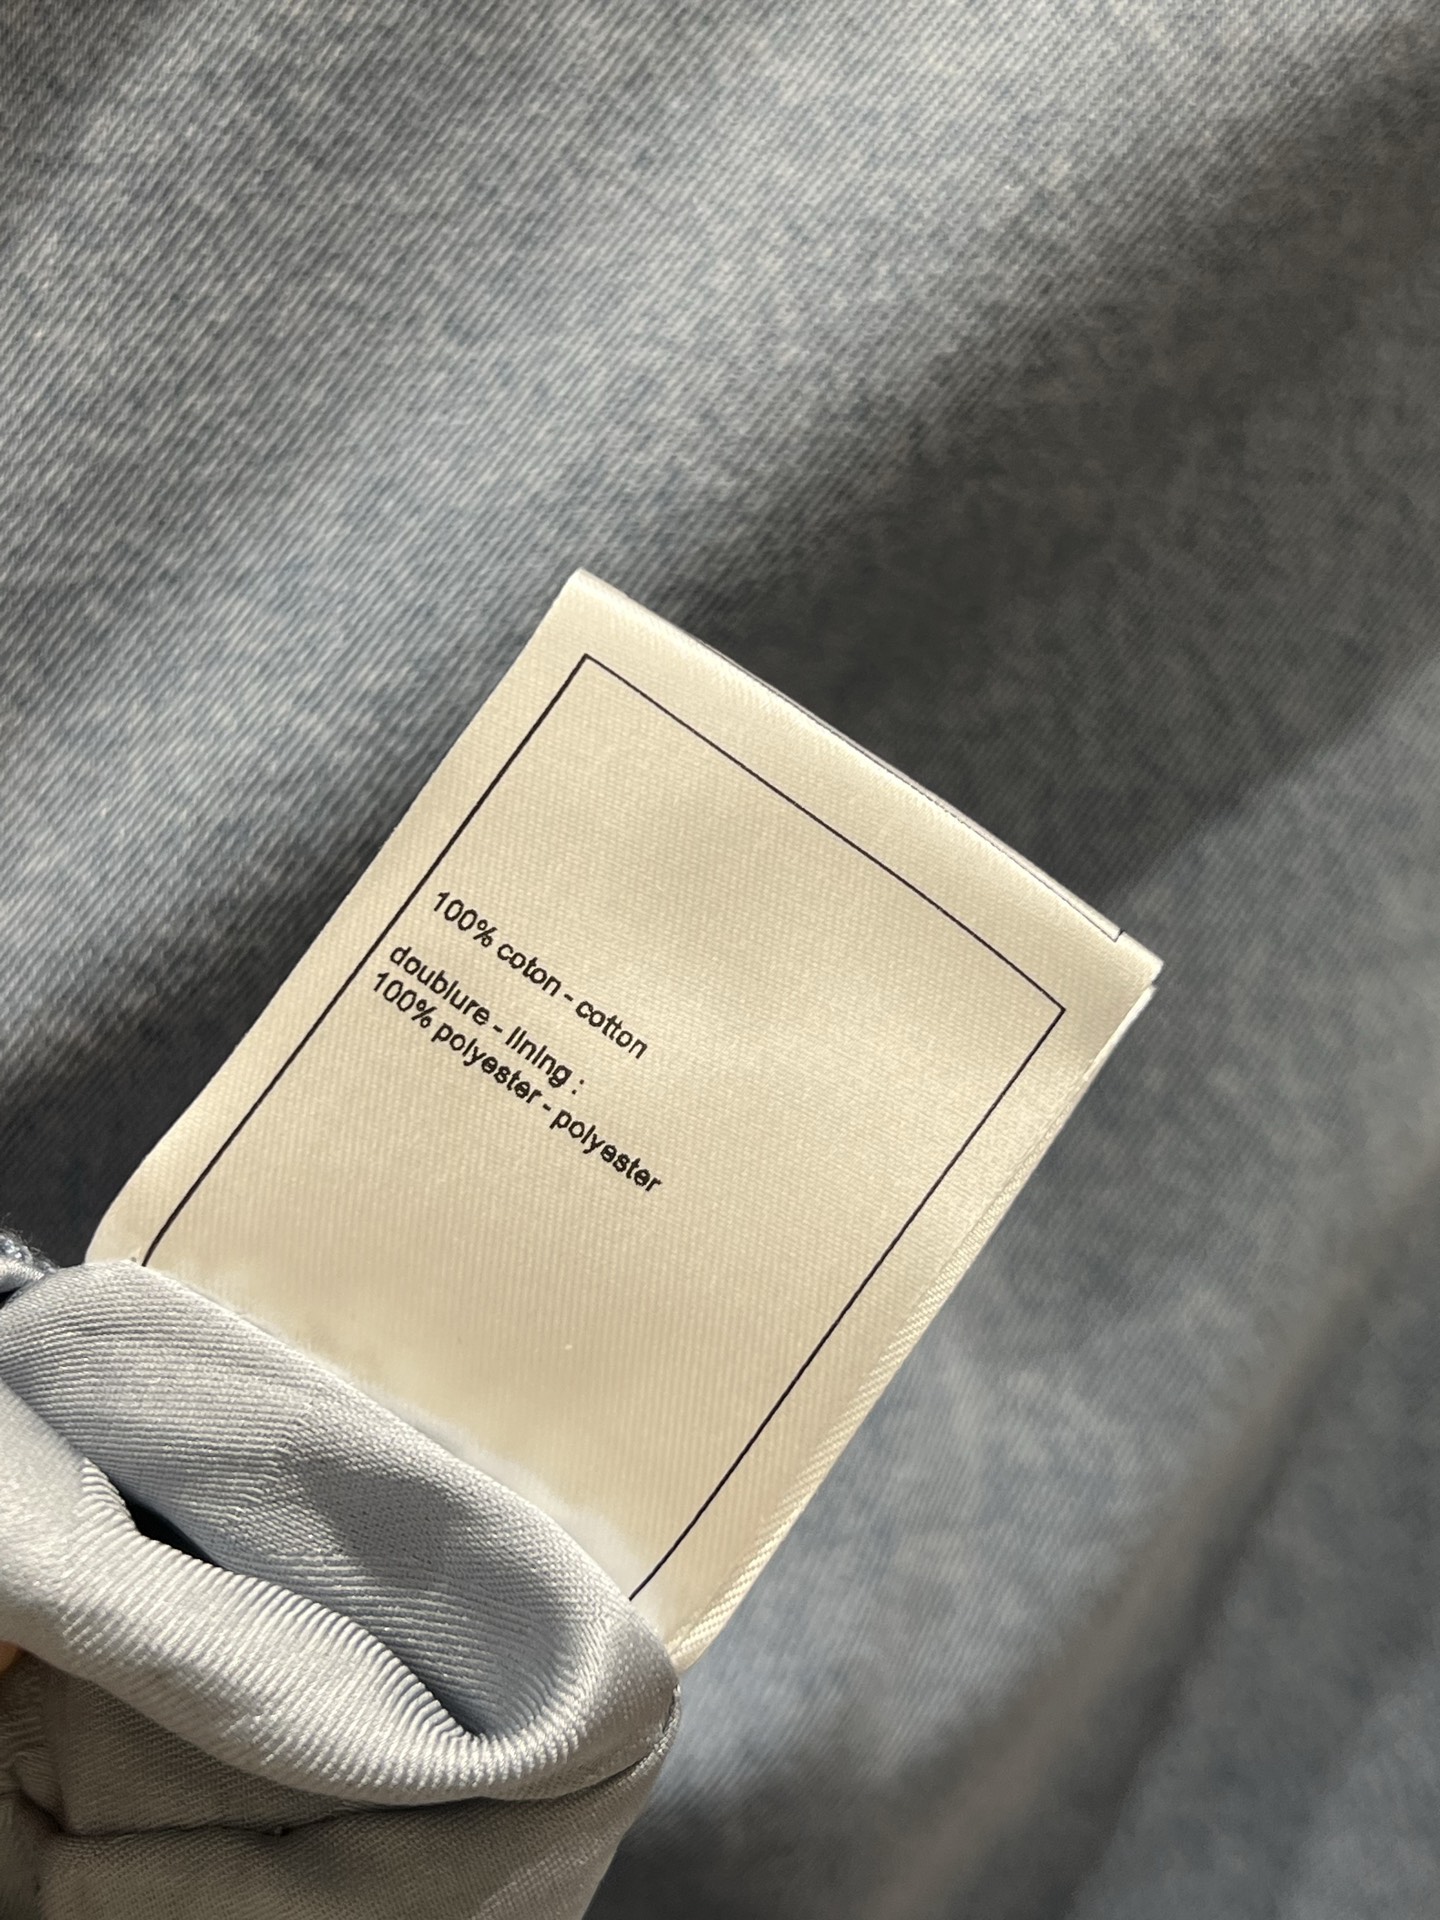 100% coton - cotton
doublure - lining :
100% polyester - polyester